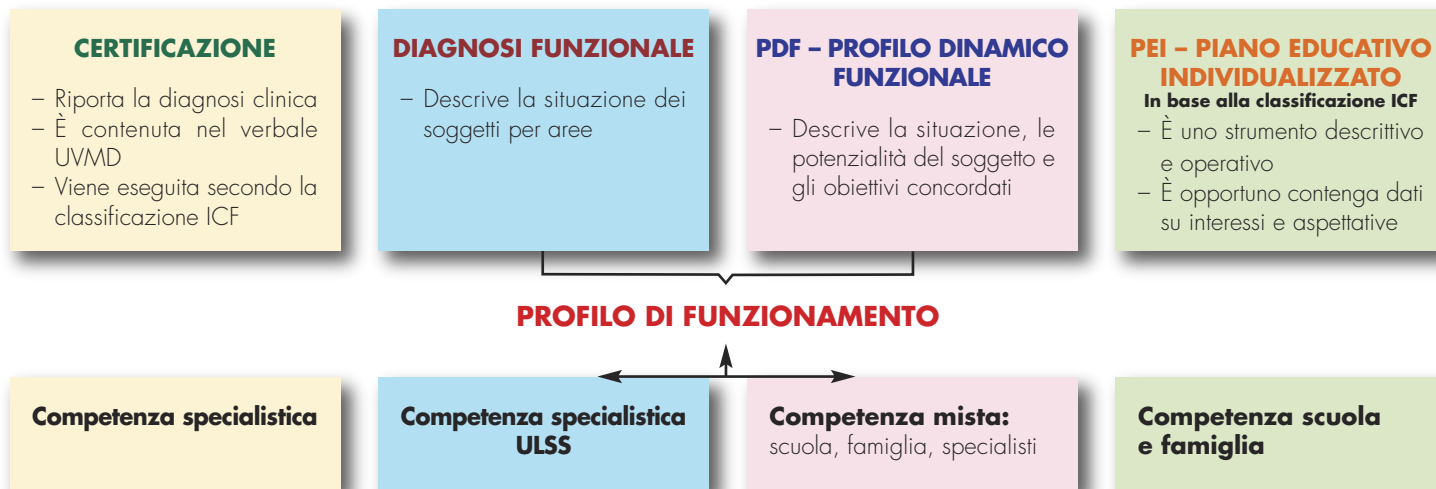 CERTIFICAZIONE
– Riporta la diagnosi clinica
– È contenuta nel verbale
UVMD
– Viene eseguita secondo la
classificazione ICF
DIAGNOSI FUNZIONALE
– Descrive la situazione dei
soggetti per aree
PDF – PROFILO DINAMICO
FUNZIONALE
– Descrive la situazione, le
potenzialità del soggetto e
gli obiettivi concordati
PEI – PIANO EDUCATIVO
INDIVIDUALIZZATO
In base alla classificazione ICF
– È uno strumento descrittivo
e operativo
– È opportuno contenga dati
su interessi e aspettative
PROFILO DI FUNZIONAMENTO
Competenza specialistica
Competenza specialistica
ULSS
Competenza mista:
scuola, famiglia, specialisti
Competenza scuola
e famiglia